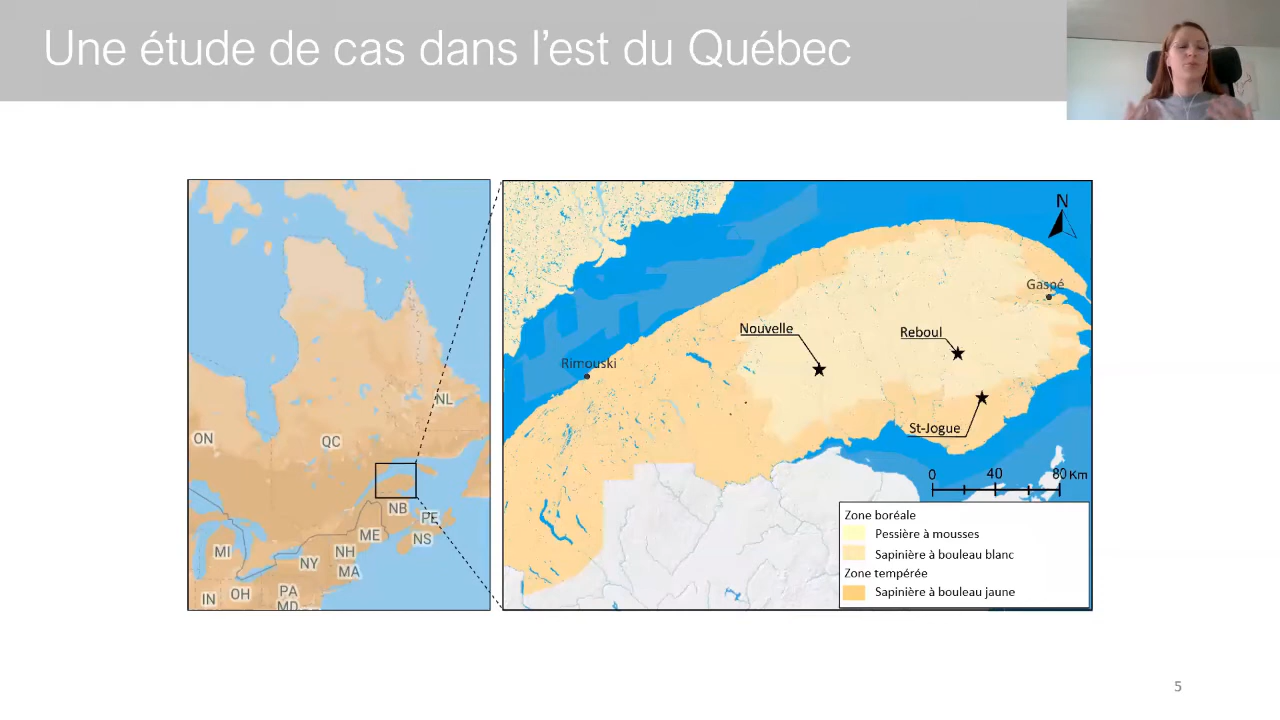 Une étude de cas dans l'est du Québec
ON
QC
NL
NB
PE
NS
ME
MI
NH
NY
MA
IN
OH
PA
MD
N
Gaspé
Nouvelle
Reboul
Rimouski
St-Jogue
0 40 80 Km
Zone boréale
Pessière à mousses
Sapinière à bouleau blanc
Zone tempérée
Sapinière à bouleau jaune
5